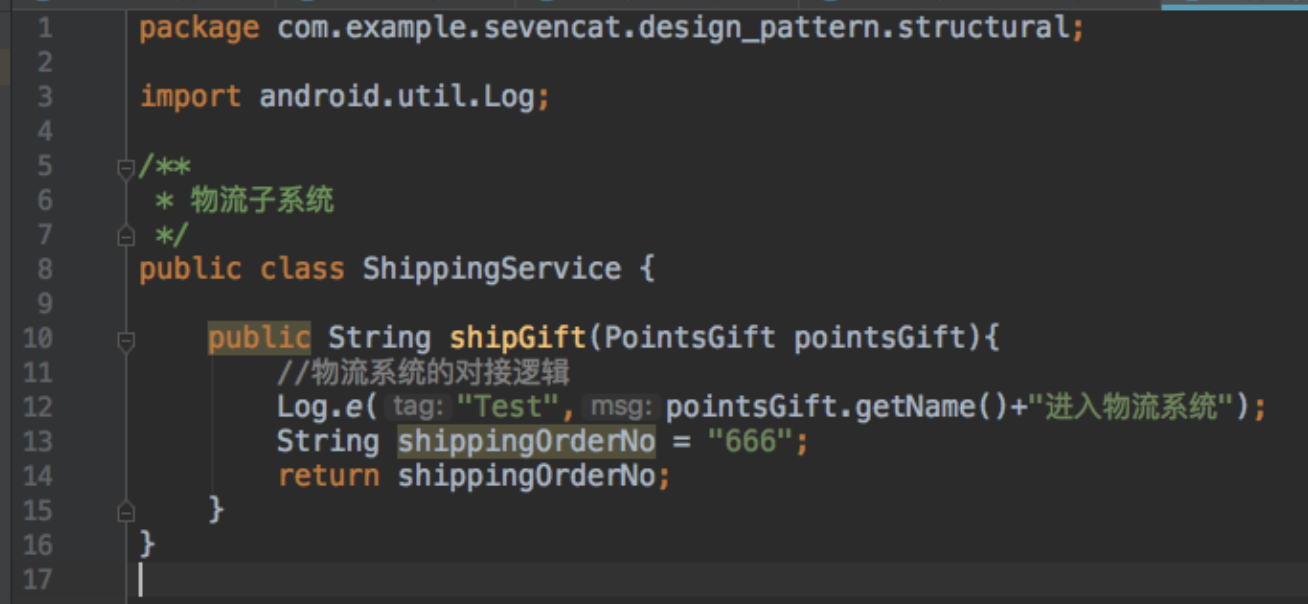 1 package com.example.sevencat.design_pattern.structural;
2
3 import android.util.Log;
4
5 /**
6 * 物流子系统
7 */
8 public class ShippingService {
9
10 public String shipGift(PointsGift pointsGift){
11 //物流系统的对接逻辑
12 Log.e( tag: "Test", msg: pointsGift.getName()+"进入物流系统");
13 String shippingOrderNo = "666";
14 return shippingOrderNo;
15 }
16 }
17